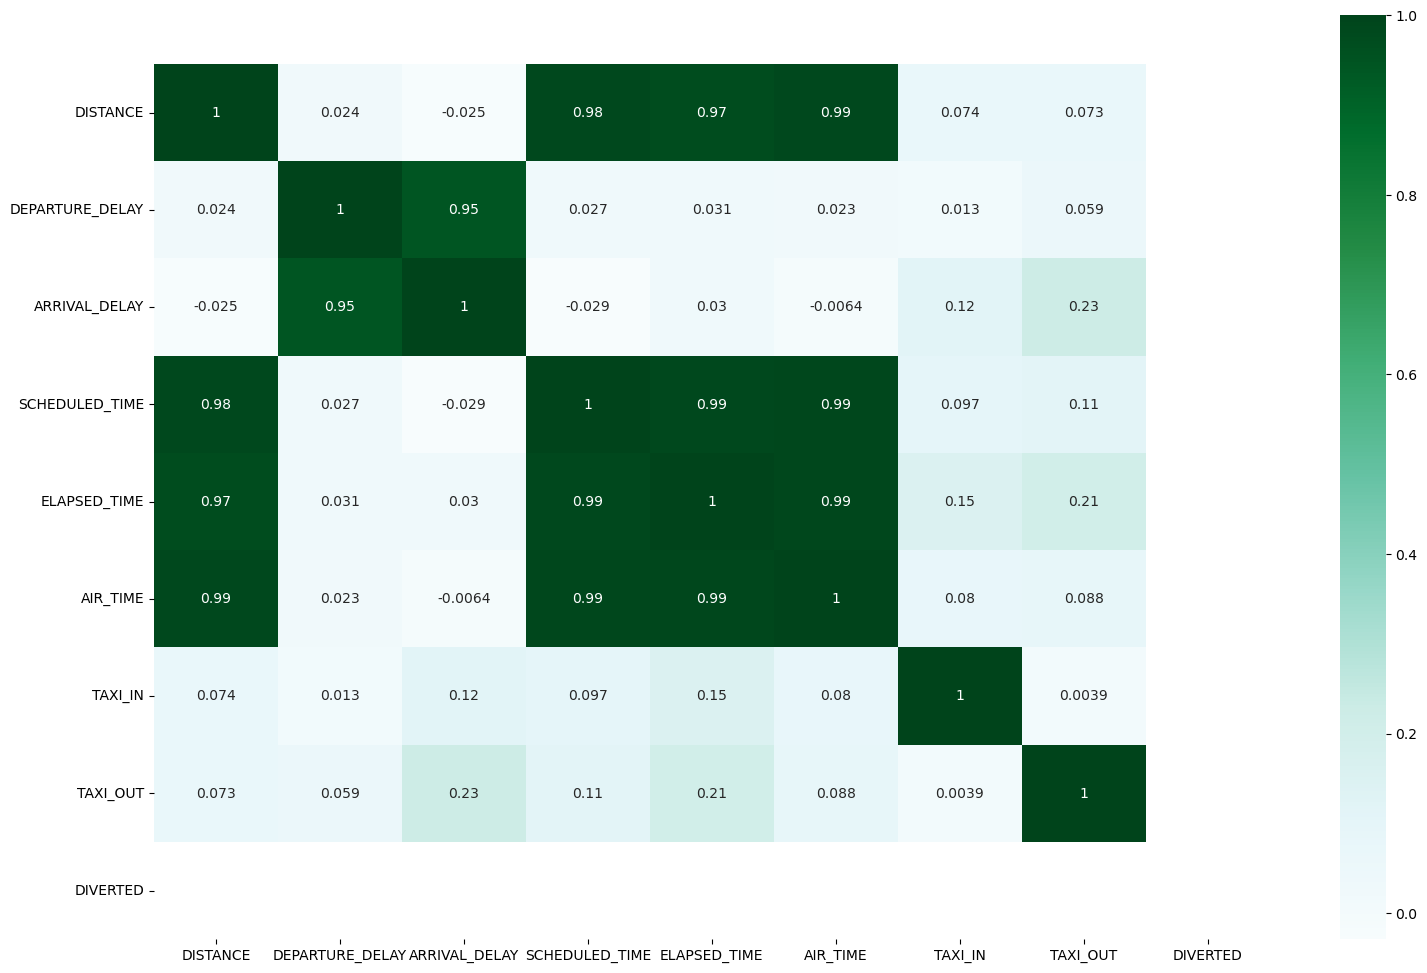 1.0
DISTANCE 1 0.024 -0.025 0.98 0.97 0.99 0.074 0.073
0.8
DEPARTURE_DELAY 0.024 1 0.95 0.027 0.031 0.023 0.013 0.059
ARRIVAL_DELAY -0.025 0.95 1 -0.029 0.03 -0.0064 0.12 0.23
0.6
SCHEDULED_TIME 0.98 0.027 -0.029 1 0.99 0.99 0.097 0.11
ELAPSED_TIME 0.97 0.031 0.03 0.99 1 0.99 0.15 0.21
0.4
AIR_TIME 0.99 0.023 -0.0064 0.99 0.99 1 0.08 0.088
TAXI_IN 0.074 0.013 0.12 0.097 0.15 0.08 1 0.0039
0.2
TAXI_OUT 0.073 0.059 0.23 0.11 0.21 0.088 0.0039 1
DIVERTED
0.0
DISTANCE DEPARTURE_DELAY ARRIVAL_DELAY SCHEDULED_TIME ELAPSED_TIME AIR_TIME TAXI_IN TAXI_OUT DIVERTED